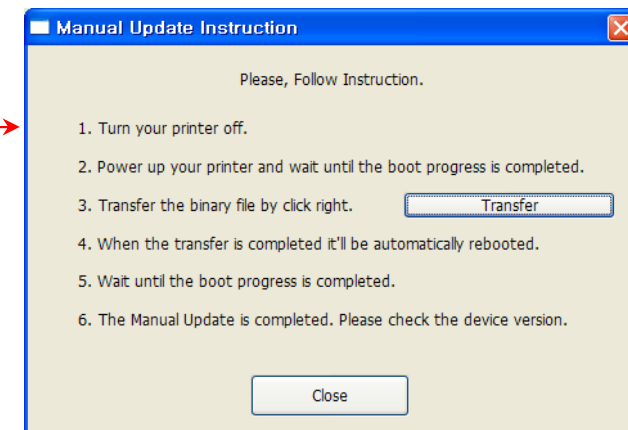 Manual Update Instruction
Please, Follow Instruction.
1. Turn your printer off.
2. Power up your printer and wait until the boot progress is completed.
3. Transfer the binary file by click right. Transfer
4. When the transfer is completed it'll be automatically rebooted.
5. Wait until the boot progress is completed.
6. The Manual Update is completed. Please check the device version.
Close